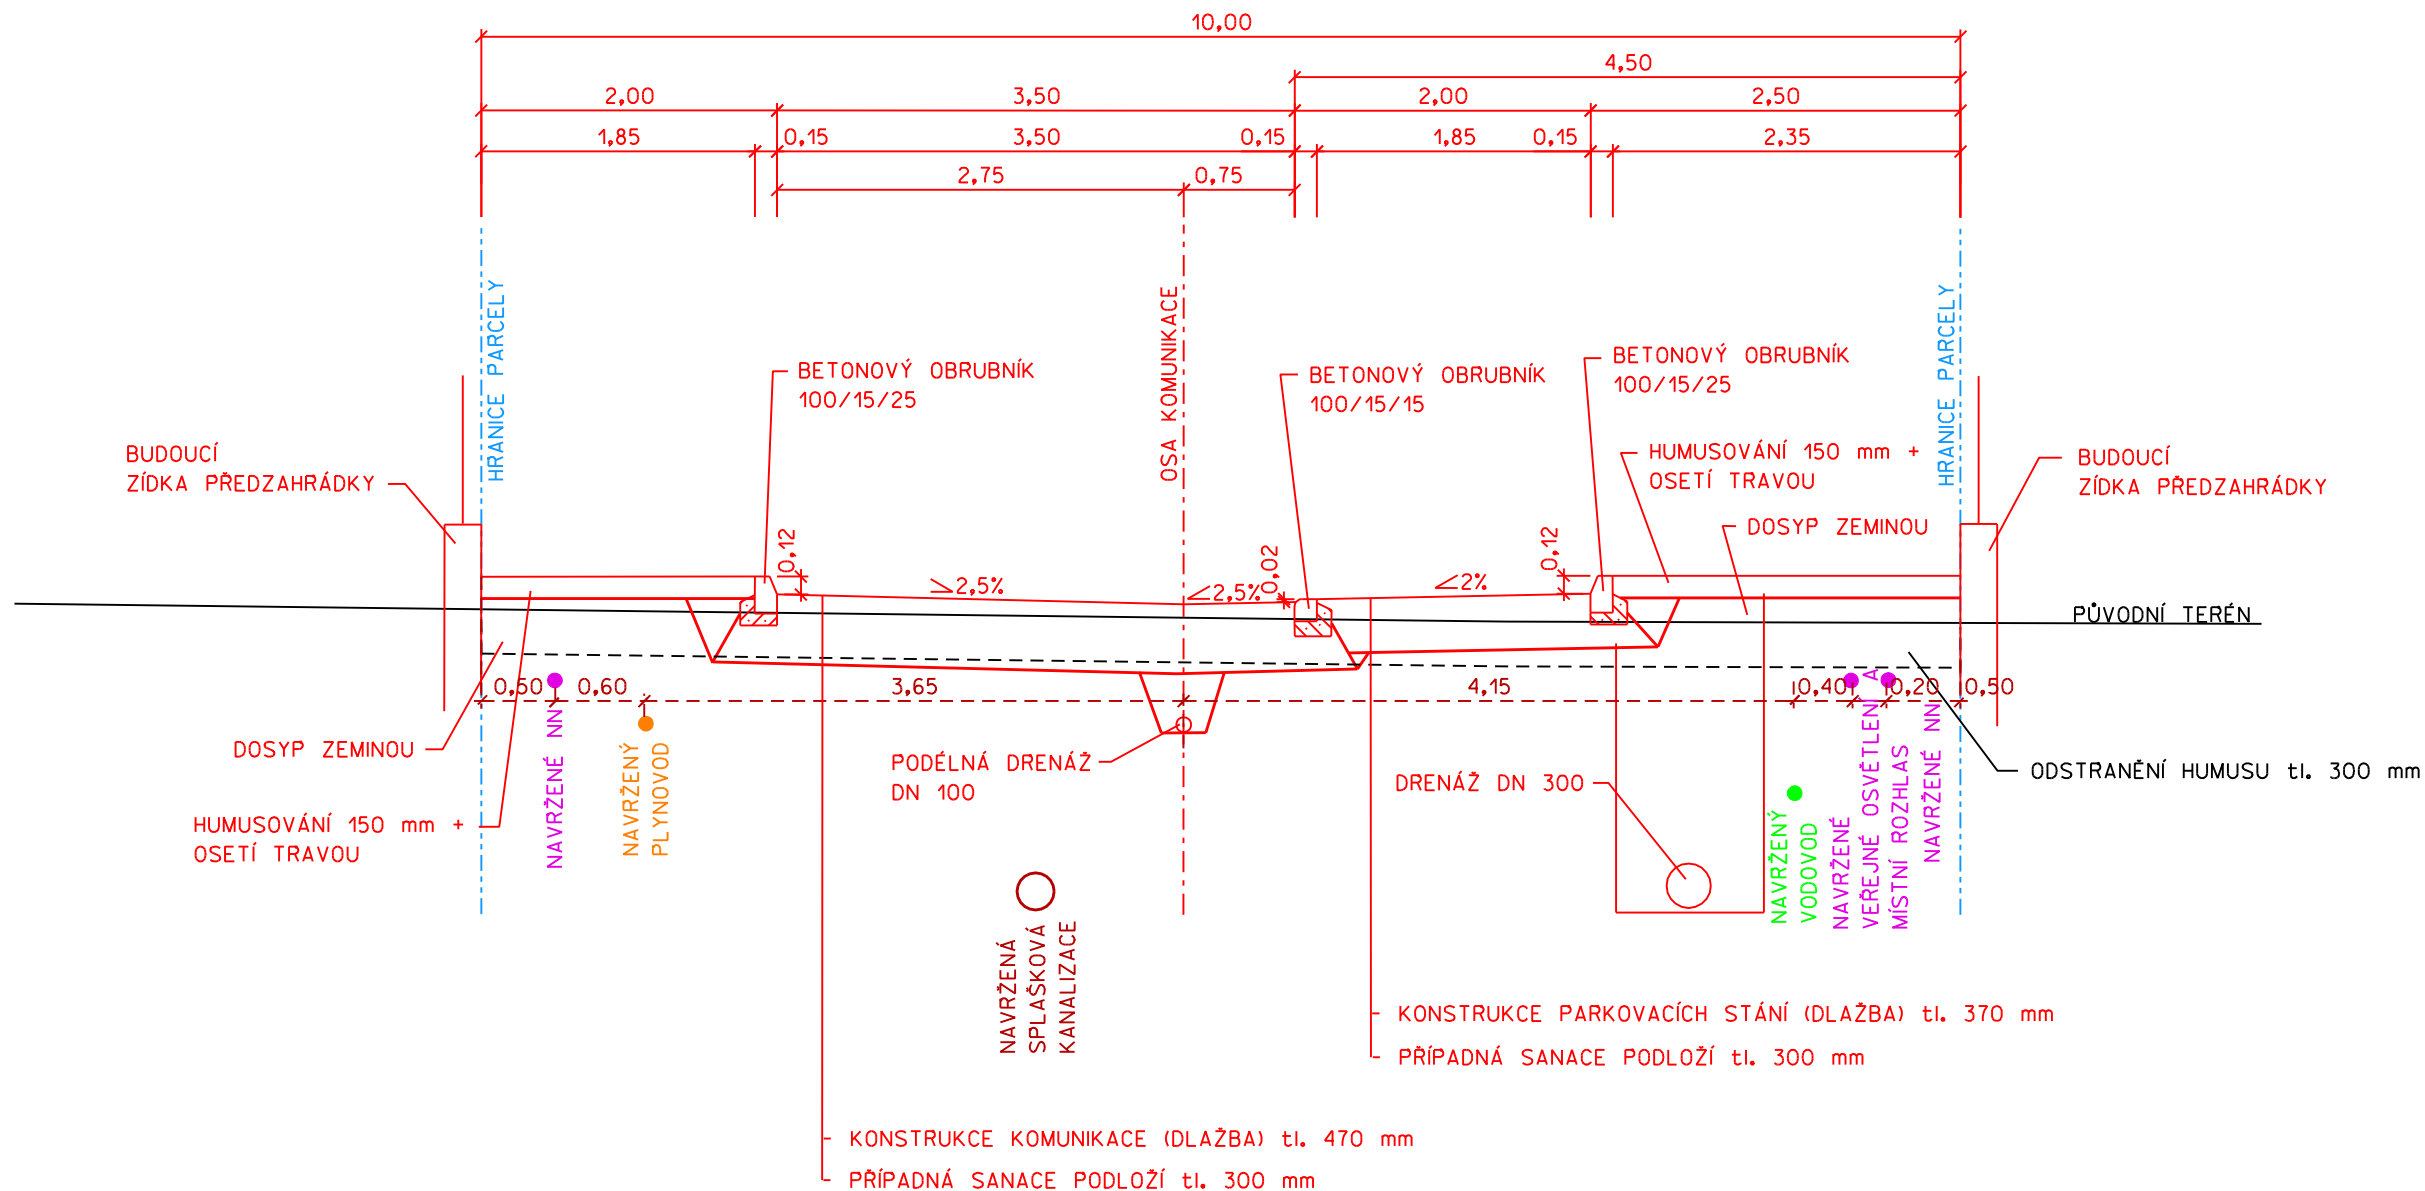 10,00
4,50
2,00
3,50
2,00
2,50
1,85
0,15
3,50
0,15
1,85
0,15
2,35
2,75
0,75
HRANICE PARCELY
OSA KOMUNIKACE
HRANICE PARCELY
BETONOVÝ OBRUBNÍK
100/15/25
BETONOVÝ OBRUBNÍK
100/15/15
BETONOVÝ OBRUBNÍK
100/15/25
BUDOUCÍ
ZÍDKA PŘEDZAHRÁDKY
HUMUSOVÁNÍ 150 mm +
OSETÍ TRAVOU
BUDOUCÍ
ZÍDKA PŘEDZAHRÁDKY
DOSYP ZEMINOU
0,12
2,5%
2,5%
0,02
2%
0,12
PŮVODNÍ TERÉN
0,50
0,60
3,65
4,15
0,40
0,20
0,50
DOSYP ZEMINOU
HUMUSOVÁNÍ 150 mm +
OSETÍ TRAVOU
NAVRŽENÉ NN
NAVRŽENÝ
PLYNOVOD
PODÉLNÁ DRENÁŽ
DN 100
DRENÁŽ DN 300
ODSTRANĚNÍ HUMUSU tl. 300 mm
NAVRŽENÝ
VODOVOD
NAVRŽENÉ
VEŘEJNÉ OSVĚTLENÍ A
MÍSTNÍ ROZHLAS
NAVRŽENÉ NN
NAVRŽENÁ
SPLAŠKOVÁ
KANALIZACE
KONSTRUKCE PARKOVACÍCH STÁNÍ (DLAŽBA) tl. 370 mm
PŘÍPADNÁ SANACE PODLOŽÍ tl. 300 mm
KONSTRUKCE KOMUNIKACE (DLAŽBA) tl. 470 mm
PŘÍPADNÁ SANACE PODLOŽÍ tl. 300 mm